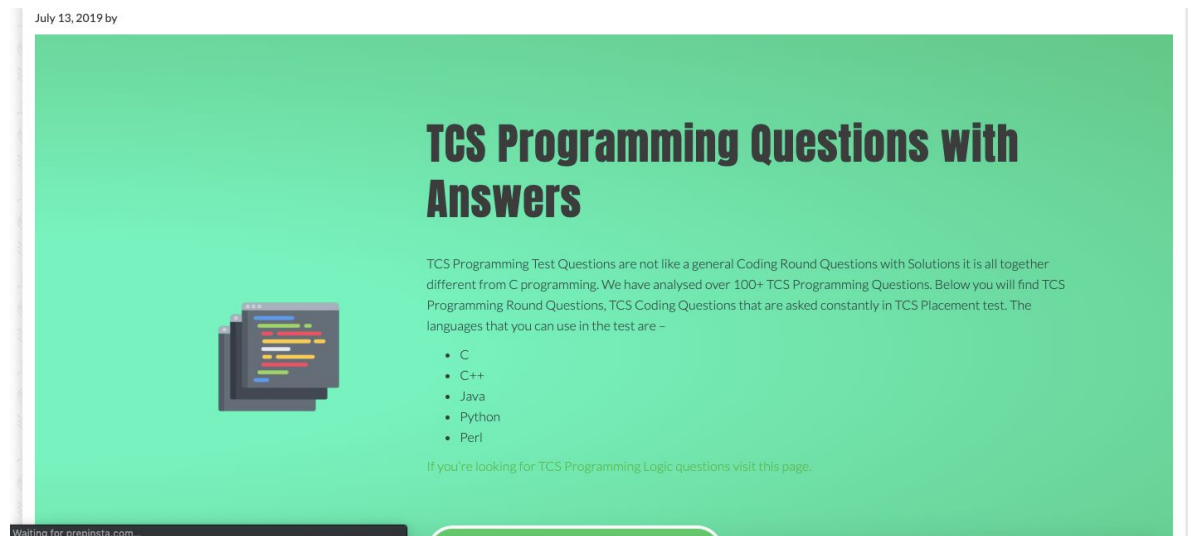 July 13, 2019 by
TCS Programming Questions with
Answers
TCS Programming Test Questions are not like a general Coding Round Questions with Solutions it is all together
different from C programming. We have analysed over 100+ TCS Programming Questions. Below you will find TCS
Programming Round Questions, TCS Coding Questions that are asked constantly in TCS Placement test. The
languages that you can use in the test are –
• C
• C++
• Java
• Python
• Perl
If you're looking for TCS Programming Logic questions visit this page.
Waiting for prepinsta.com...